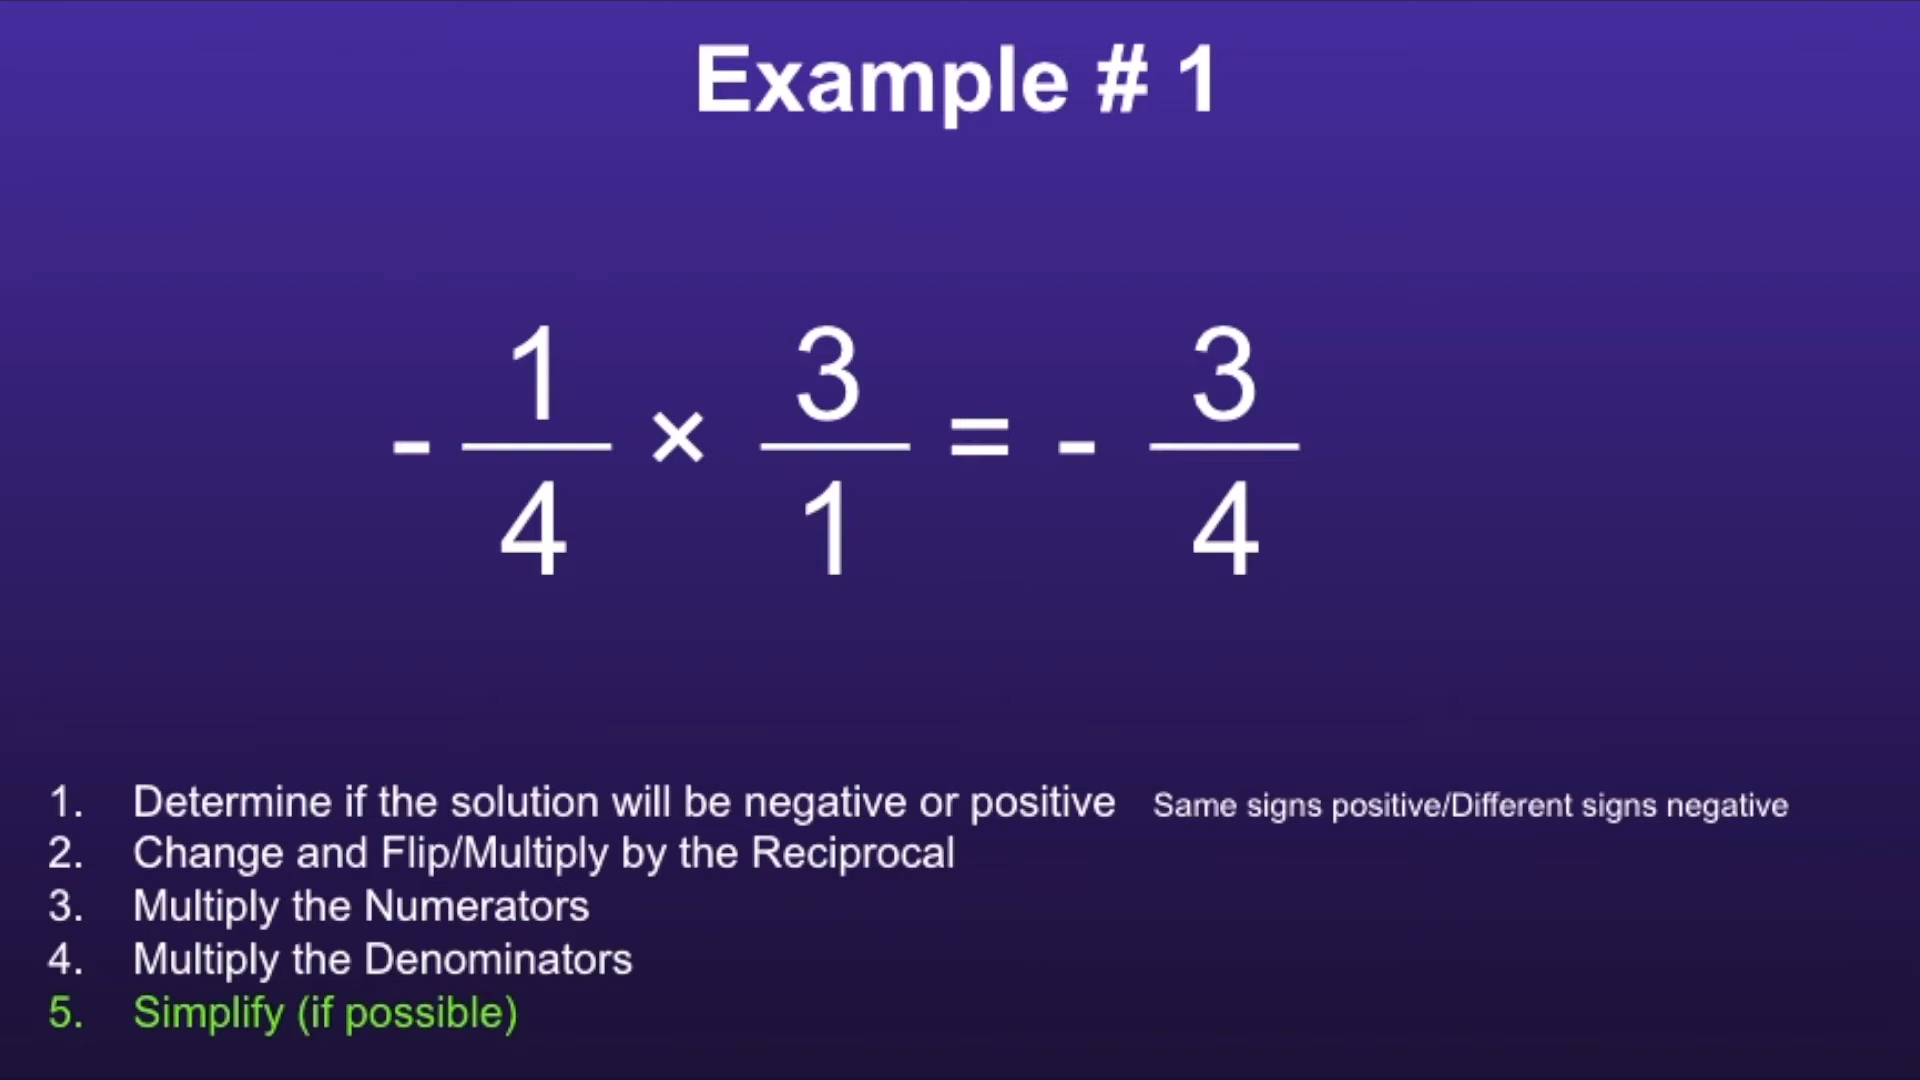 Example # 1
- 1/4 × 3/1 = - 3/4
1. Determine if the solution will be negative or positive Same signs positive/Different signs negative
2. Change and Flip/Multiply by the Reciprocal
3. Multiply the Numerators
4. Multiply the Denominators
5. Simplify (if possible)